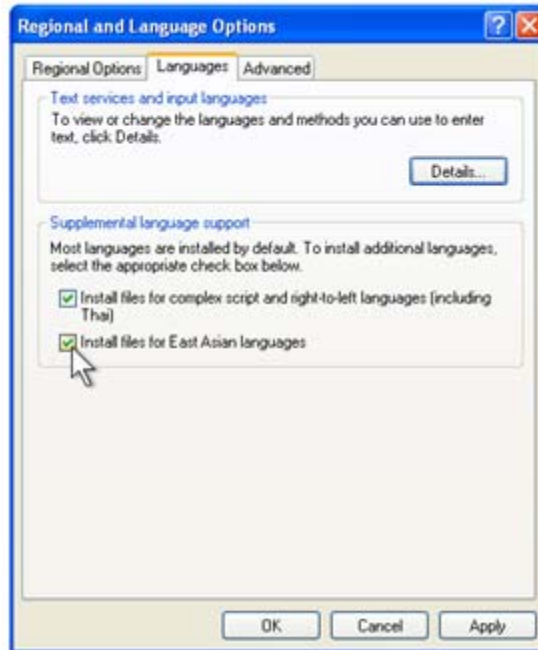 Regional and Language Options
Regional Options Languages Advanced
Text services and input languages
To view or change the languages and methods you can use to enter
text, click Details.
Details...
Supplemental language support
Most languages are installed by default. To install additional languages,
select the appropriate check box below.
Install files for complex script and right-to-left languages (including
Thai)
Install files for East Asian languages
OK Cancel Apply